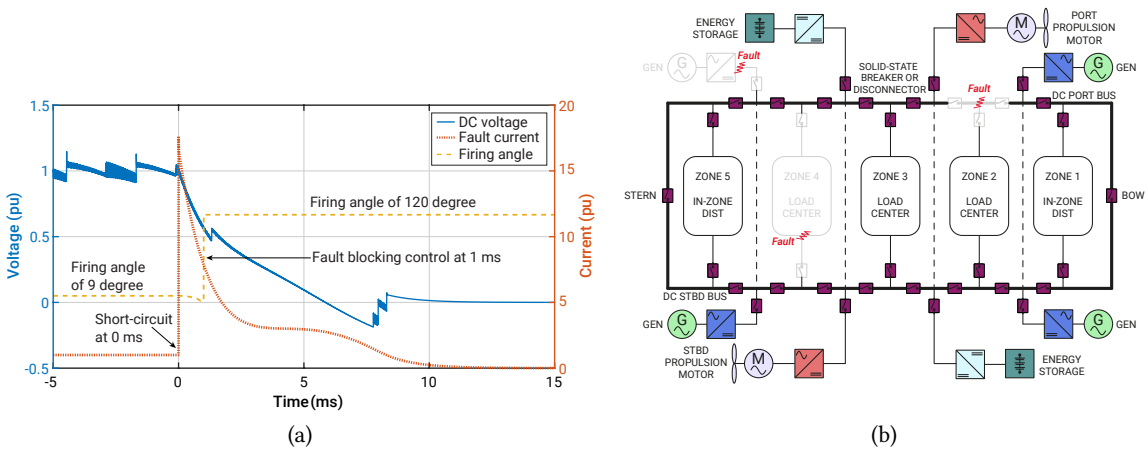 1.5
1
0.5
0
-0.5
Voltage (pu)
20
15
10
5
0
Current (pu)
-5
0
5
10
15
Time (ms)
DC voltage
Fault current
Firing angle
Firing angle of 120 degree
Fault blocking control at 1 ms
Firing angle
of 9 degree
Short-circuit
at 0 ms
(a)
ENERGY
STORAGE
M
PORT
PROPULSION
MOTOR
GEN
G
Fault
SOLID-STATE
BREAKER OR
DISCONNECTOR
Fault
G
GEN
DC PORT BUS
STERN
ZONE 5
IN-ZONE
DIST
ZONE 4
LOAD
CENTER
Fault
ZONE 3
LOAD
CENTER
ZONE 2
LOAD
CENTER
ZONE 1
IN-ZONE
DIST
BOW
DC STBD BUS
GEN
G
STBD
PROPULSION
MOTOR
M
G
GEN
ENERGY
STORAGE
(b)